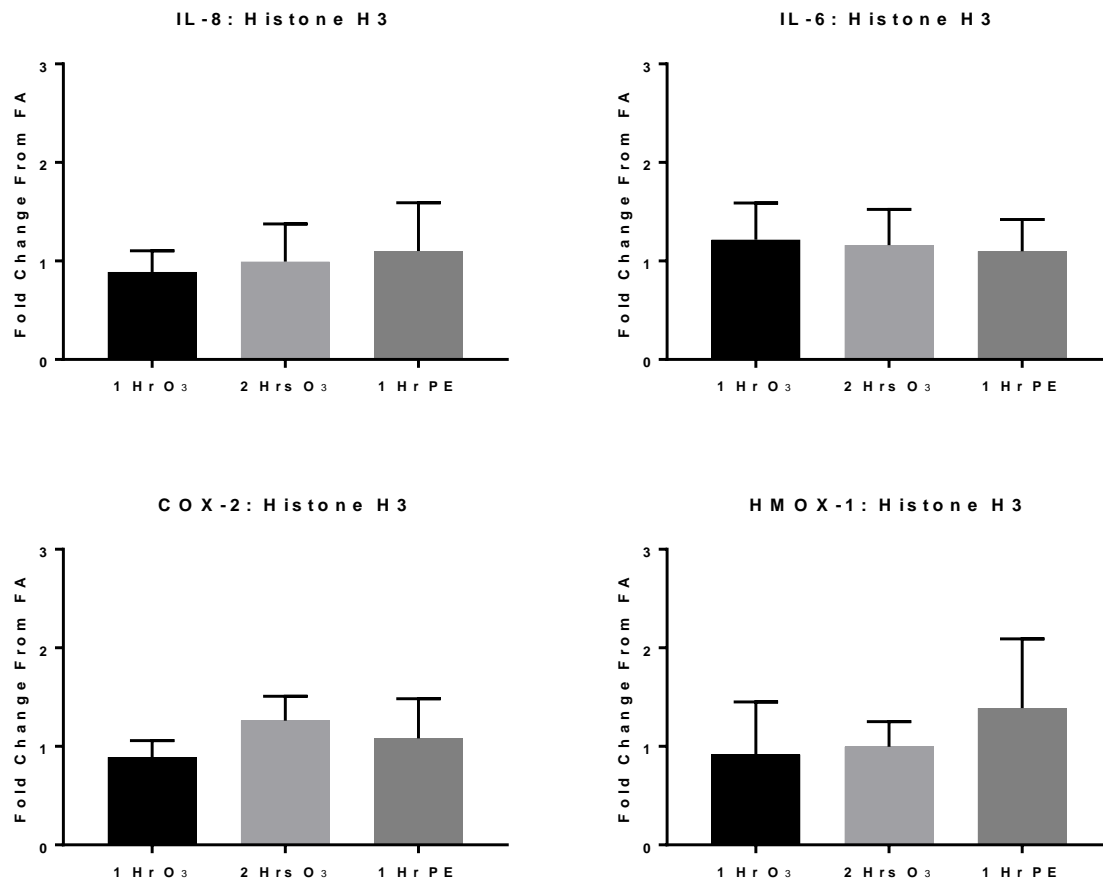 IL-8: Histone H3
Fold Change From FA
3
2
1
0
1 Hr O₃ 2 Hrs O₃ 1 Hr PE
IL-6: Histone H3
Fold Change From FA
3
2
1
0
1 Hr O₃ 2 Hrs O₃ 1 Hr PE
COX-2: Histone H3
Fold Change From FA
3
2
1
0
1 Hr O₃ 2 Hrs O₃ 1 Hr PE
HMOX-1: Histone H3
Fold Change From FA
3
2
1
0
1 Hr O₃ 2 Hrs O₃ 1 Hr PE